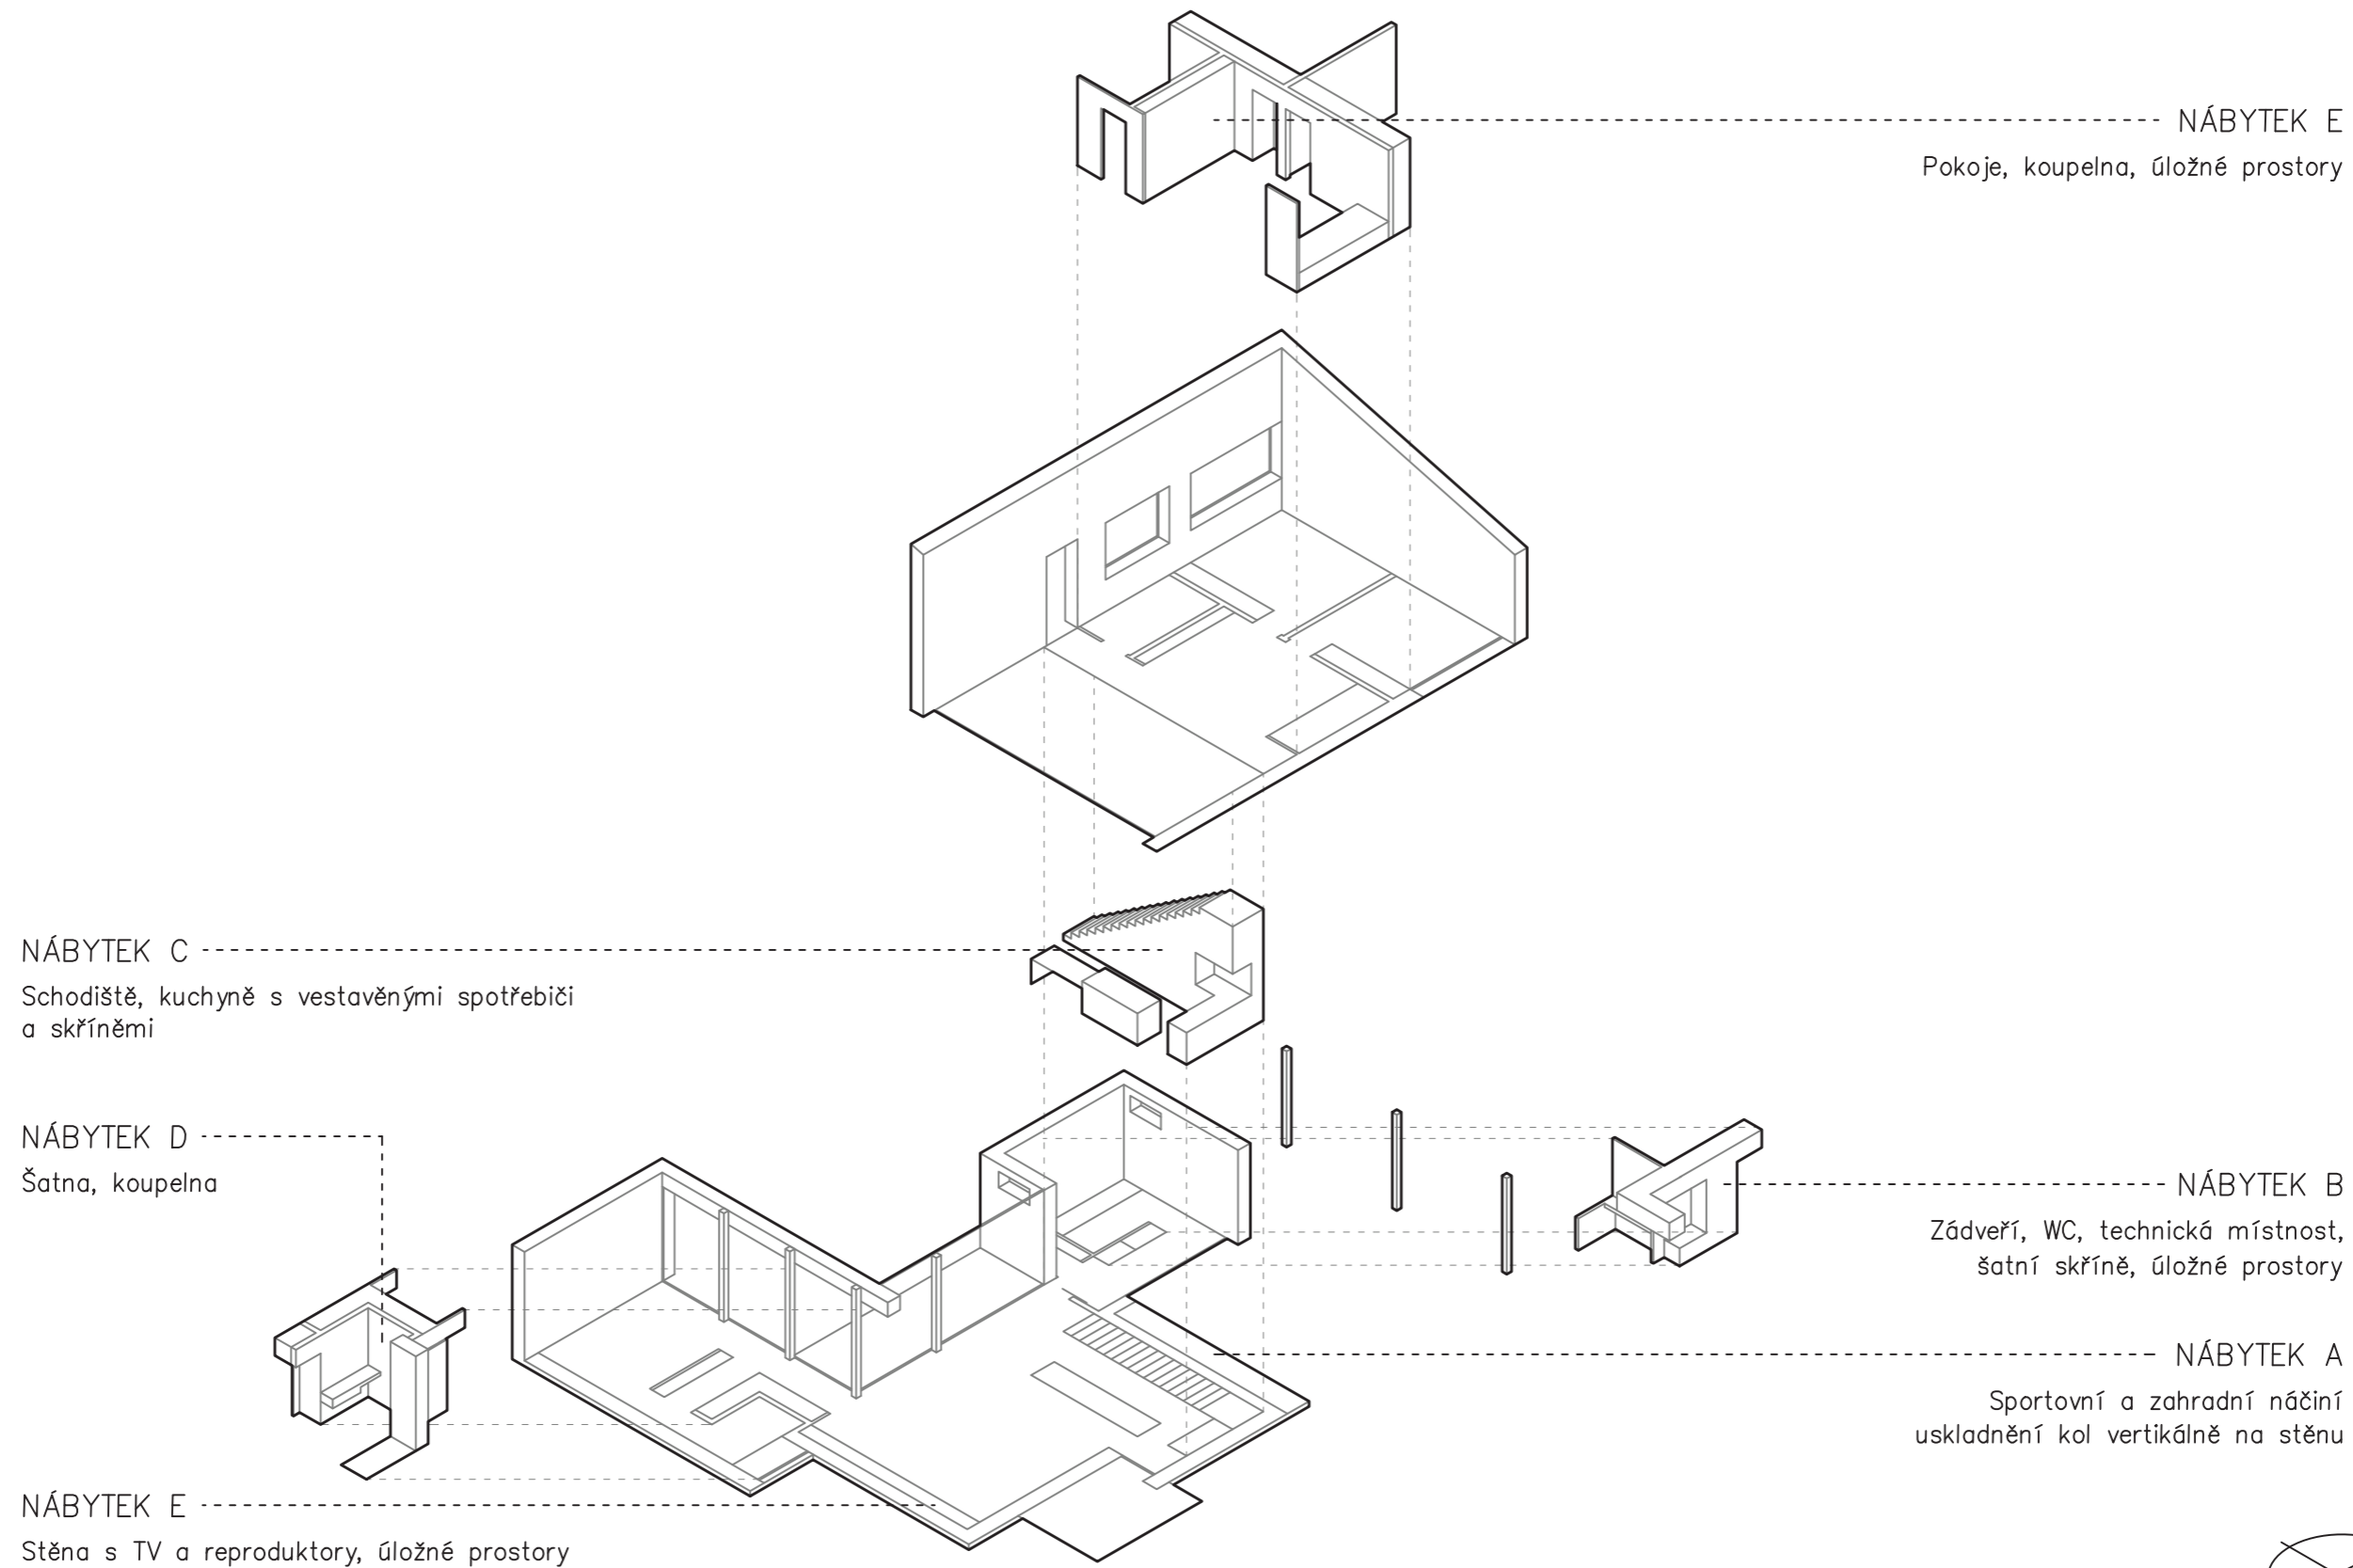 NÁBYTEK E
Pokoje, koupelna, úložné prostory
NÁBYTEK C
Schodiště, kuchyně s vestavěnými spotřebiči
a skříněmi
NÁBYTEK D
Šatna, koupelna
NÁBYTEK B
Zádveří, WC, technická místnost,
šatní skříně, úložné prostory
NÁBYTEK A
Sportovní a zahradní náčiní
uskladnění kol vertikálně na stěnu
NÁBYTEK E
Stěna s TV a reproduktory, úložné prostory